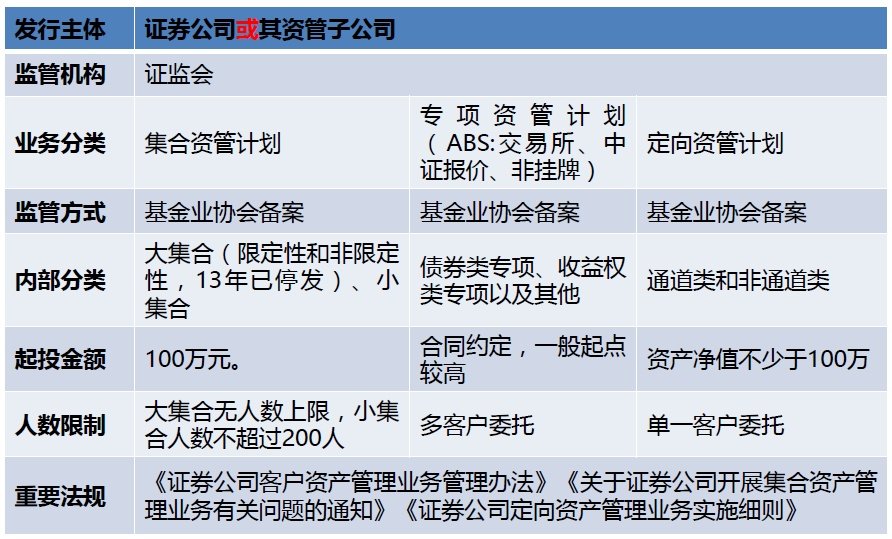 发行主体 证券公司或其资管子公司
监管机构 证监会
业务分类 集合资管计划
专项资管计划
（ABS:交易所、中
证报价、非挂牌）
定向资管计划
监管方式 基金业协会备案 基金业协会备案 基金业协会备案
内部分类
大集合（限定性和非限定
性，13年已停发）、小
集合
债券类专项、收益权
类专项以及其他
通道类和非通道类
起投金额 100万元。
合同约定，一般起点
较高
资产净值不少于100万
人数限制
大集合无人数上限，小集
合人数不超过200人
多客户委托 单一客户委托
重要法规
《证券公司客户资产管理业务管理办法》《关于证券公司开展集合资产管
理业务有关问题的通知》《证券公司定向资产管理业务实施细则》